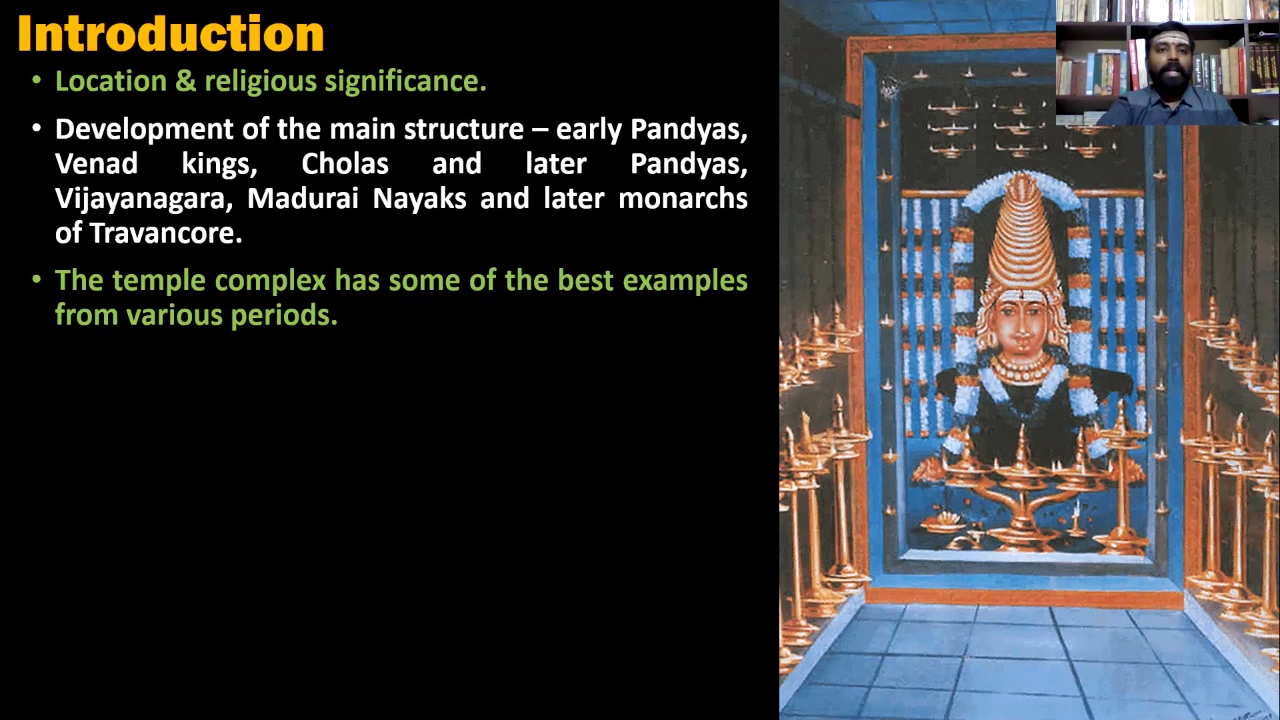 Introduction
• Location & religious significance.
• Development of the main structure – early Pandyas,
Venad kings, Cholas and later Pandyas,
Vijayanagara, Madurai Nayaks and later monarchs
of Travancore.
• The temple complex has some of the best examples
from various periods.